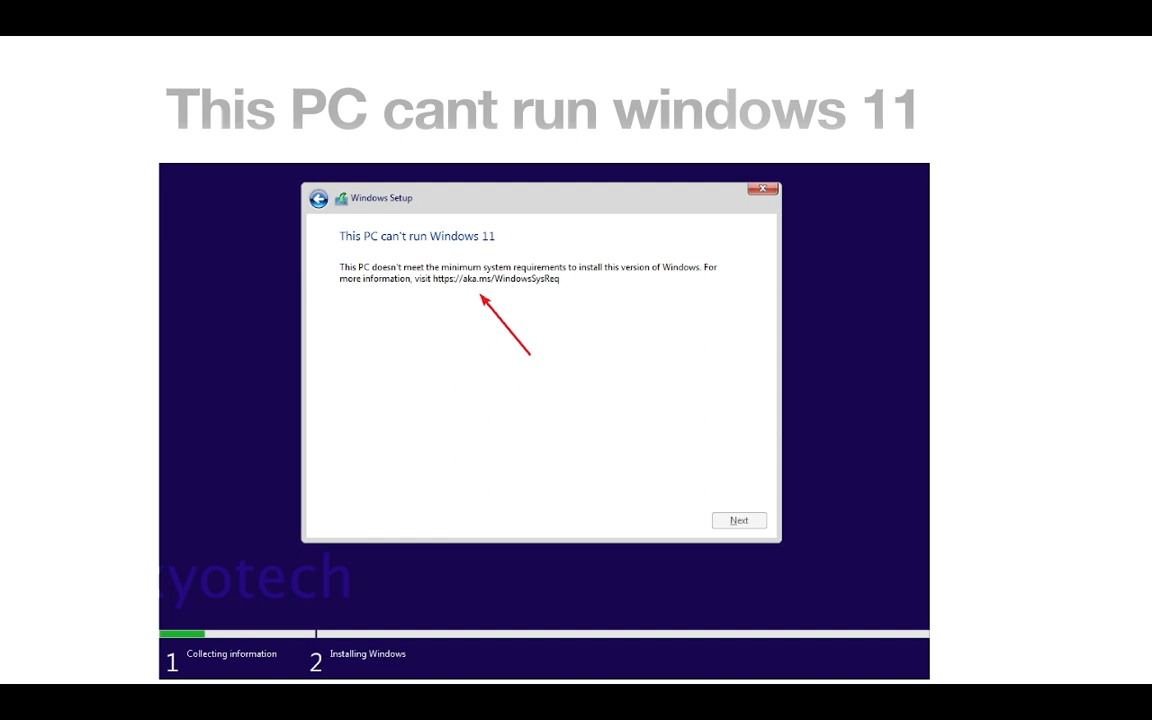 This PC cant run windows 11
Windows Setup
This PC can't run Windows 11
This PC doesn't meet the minimum system requirements to install this version of Windows. For
more information, visit https://aka.ms/WindowsSysReq
Next
yotech
1 Collecting information
2 Installing Windows